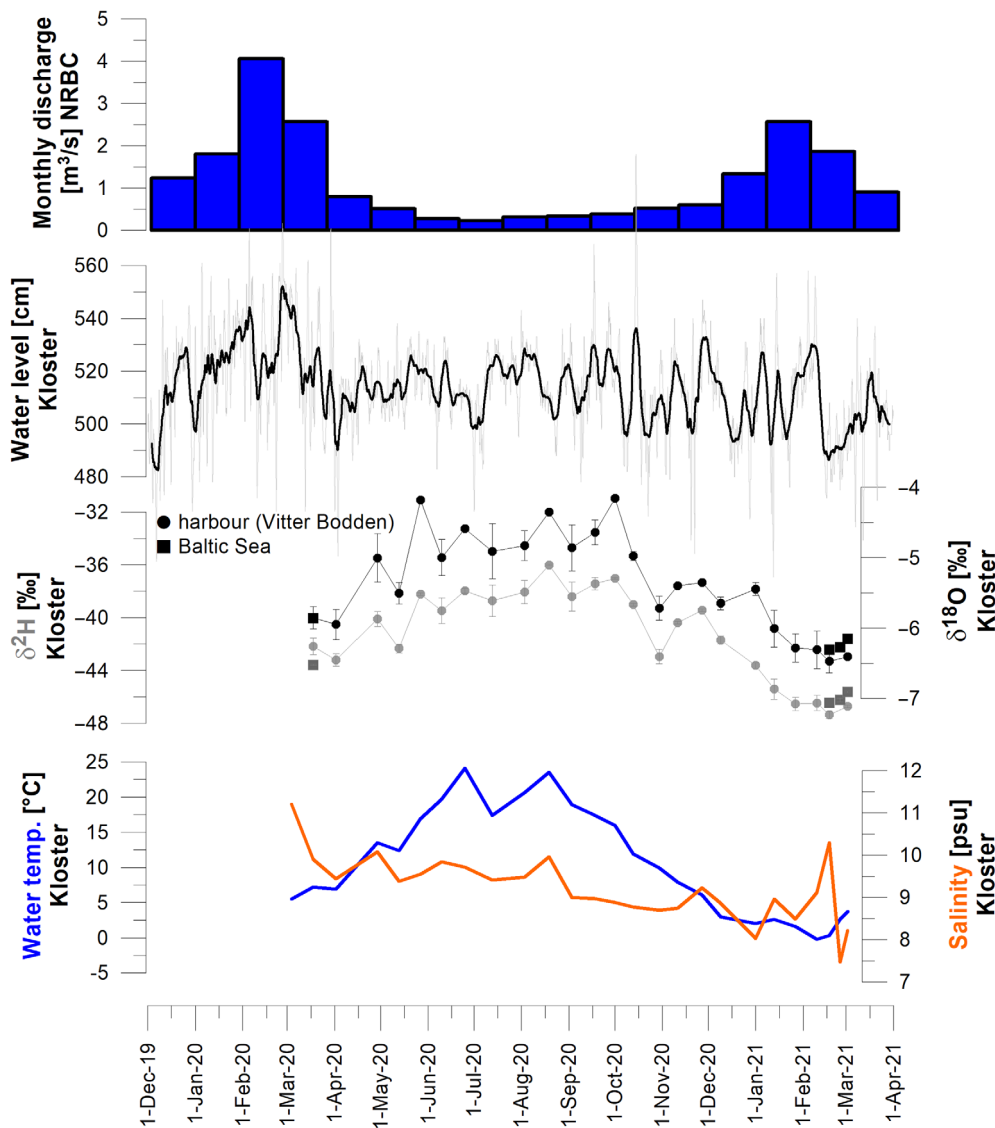 5
4
3
2
1
0
Monthly discharge
[m³/s] NRBC
560
540
520
500
480
Water level [cm]
Kloster
−32
−36
−40
−44
−48
δ²H [‰]
Kloster
harbour (Vitter Bodden)
Baltic Sea
−4
−5
−6
−7
δ¹⁸O [‰]
Kloster
25
20
15
10
5
0
-5
Water temp. [°C]
Kloster
12
11
10
9
8
7
Salinity [psu]
Kloster
1-Dec-19
1-Jan-20
1-Feb-20
1-Mar-20
1-Apr-20
1-May-20
1-Jun-20
1-Jul-20
1-Aug-20
1-Sep-20
1-Oct-20
1-Nov-20
1-Dec-20
1-Jan-21
1-Feb-21
1-Mar-21
1-Apr-21